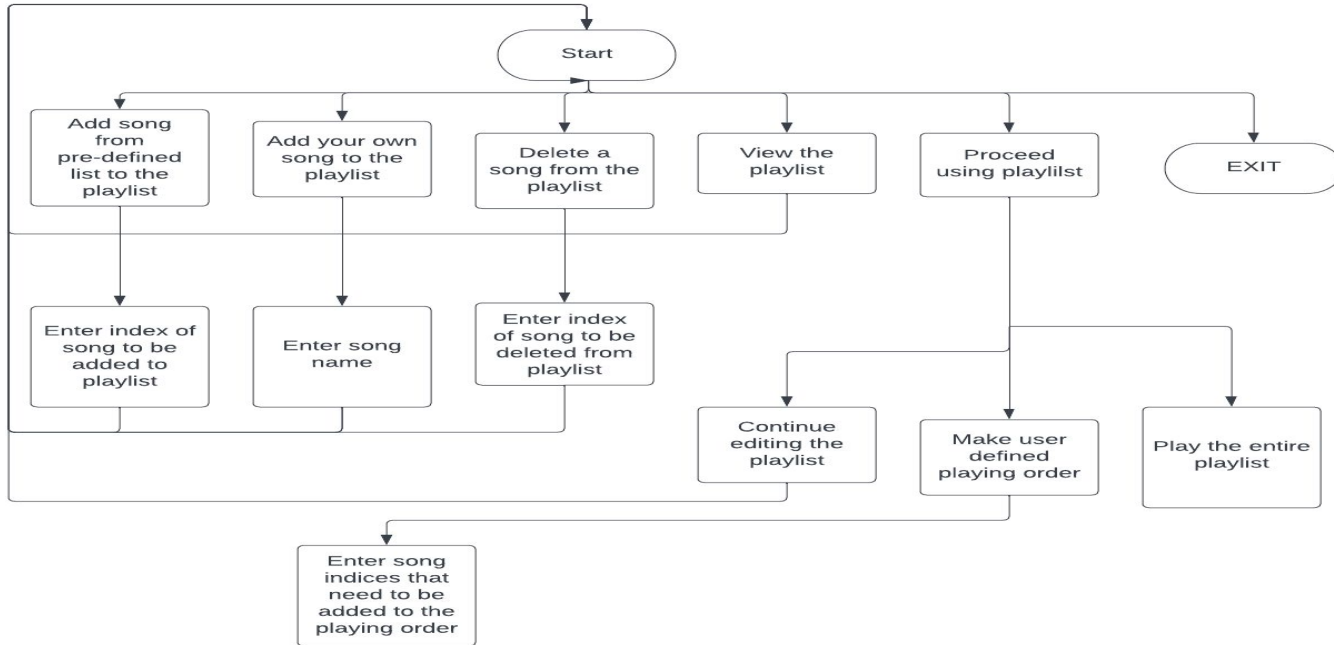 Start
Add song
from
pre-defined
list to the
playlist
Add your own
song to the
playlist
Delete a
song from the
playlist
View the
playlist
Proceed
using playlilst
EXIT
Enter index of
song to be
added to
playlist
Enter song
name
Enter index
of song to be
deleted from
playlist
Continue
editing the
playlist
Make user
defined
playing order
Play the entire
playlist
Enter song
indices that
need to be
added to the
playing order